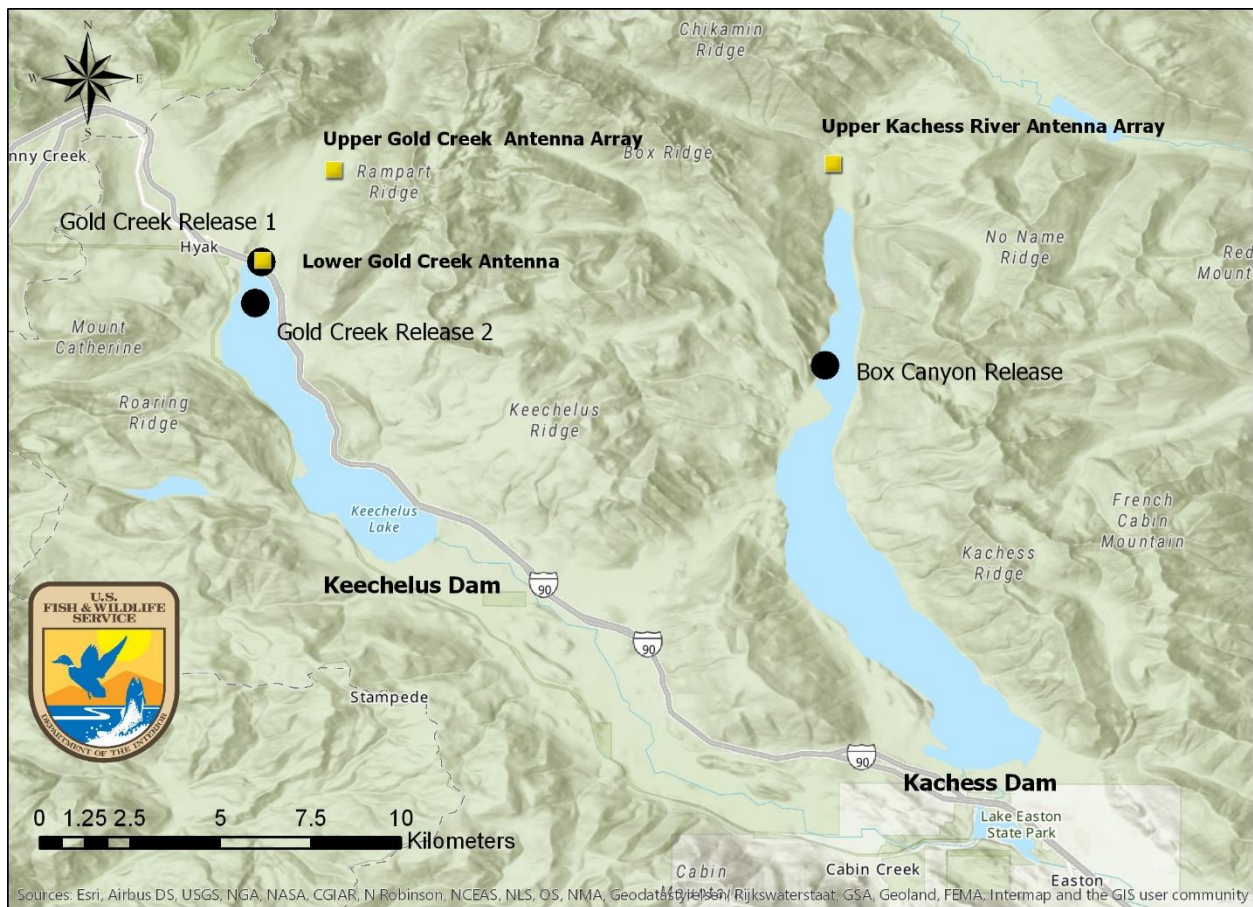 N
W
E
S
Chikamin
Ridge
Upper Gold Creek  Antenna Array
Upper Kachess River Antenna Array
Box Ridge
nny Creek
Rampart
Ridge
Gold Creek Release 1
Hyak
Lower Gold Creek Antenna
No Name
Ridge
Red
Mount
Gold Creek Release 2
Mount
Catherine
Box Canyon Release
Roaring
Ridge
Keechelus
Ridge
Keechelus
Lake
French
Cabin
Mountain
Kachess
Ridge
Keechelus Dam
90
U.S.
FISH & WILDLIFE
SERVICE
DEPARTMENT OF THE INTERIOR
90
Stampede
90
Kachess Dam
0 1.25 2.5 5 7.5 10
Kilometers
Lake Easton
State Park
Cabin Creek
Easton
Cabin
Sources: Esri, Airbus DS, USGS, NGA, NASA, CGIAR, N Robinson, NCEAS, NLS, OS, NMA, Geodatastyrelsen, Rijkswaterstaat, GSA, Geoland, FEMA, Intermap and the GIS user community